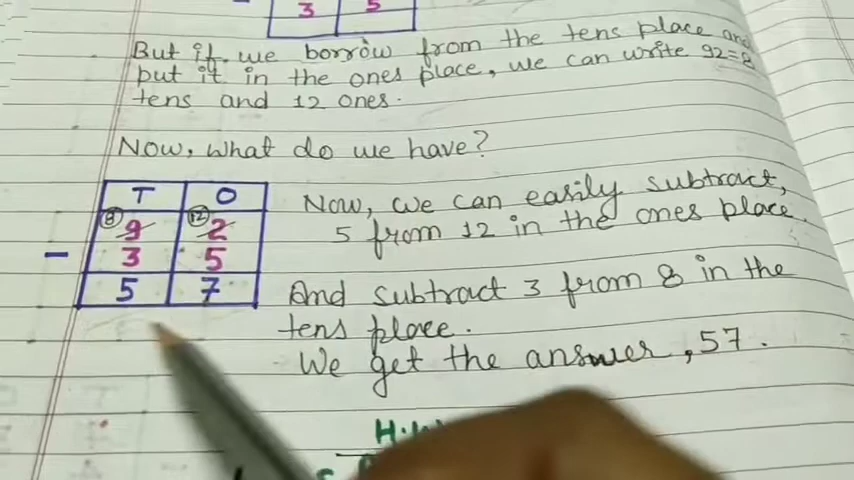 - 3 5
But if we borrow from the tens place and
put it in the ones place, we can write 92=8
tens and 12 ones.
Now, what do we have?
T O
8 12
9 2
- 3 5
5 7
Now, we can easily subtract,
5 from 12 in the ones place.
And subtract 3 from 8 in the
tens place.
We get the answer, 57.
H.W